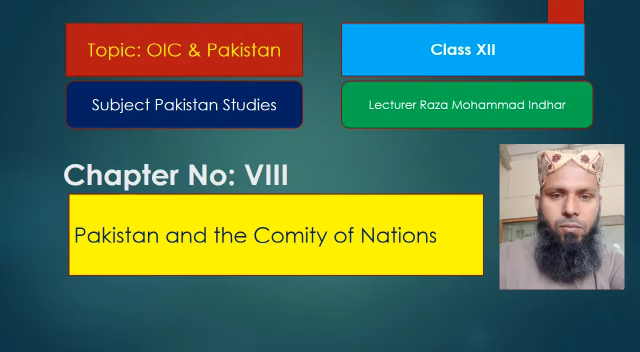 Topic: OIC & Pakistan
Class XII
Subject Pakistan Studies
Lecturer Raza Mohammad Indhar
Chapter No: VIII
Pakistan and the Comity of Nations